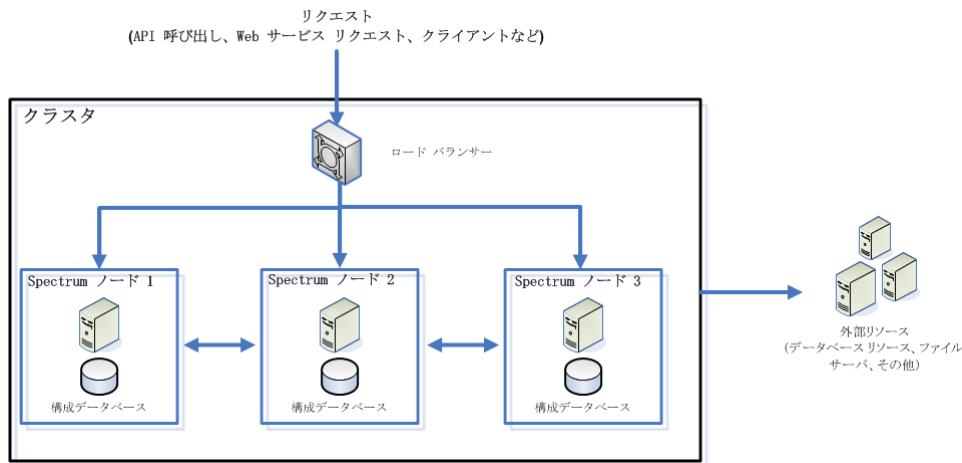 リクエスト
(API 呼び出し、Web サービス リクエスト、クライアントなど)
クラスタ
ロード バランサー
Spectrum ノード 1
構成データベース
Spectrum ノード 2
構成データベース
Spectrum ノード 3
構成データベース
外部リソース
(データベース リソース、ファイル
サーバ、その他)